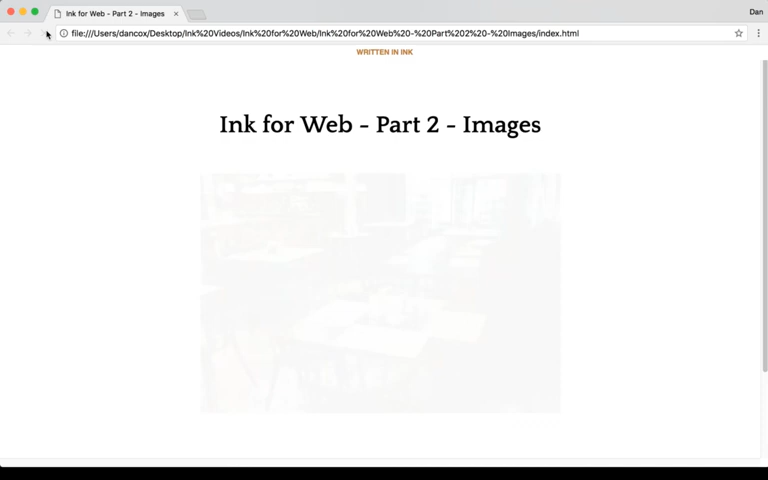 Ink for Web - Part 2 - Images
Dan
file:///Users/dancox/Desktop/Ink%20Videos/Ink%20for%20Web/Ink%20for%20Web%20-%20Part%202%20-%20Images/index.html
WRITTEN IN INK
Ink for Web - Part 2 - Images